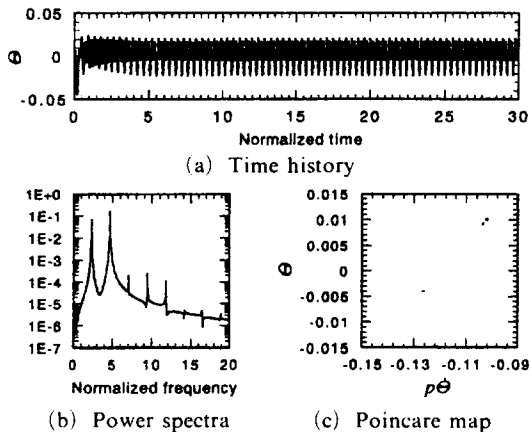 0.05
Θ
0
-0.05
0 5 10 15 20 25 30
Normalized time
(a) Time history
1E+0
1E-1
1E-2
1E-3
1E-4
1E-5
1E-6
1E-7
0 5 10 15 20
Normalized frequency
(b) Power spectra
0.015
0.01
0.005
Θ
0
-0.005
-0.01
-0.015
-0.15 -0.13 -0.11 -0.09
pΘ̇
(c) Poincare map